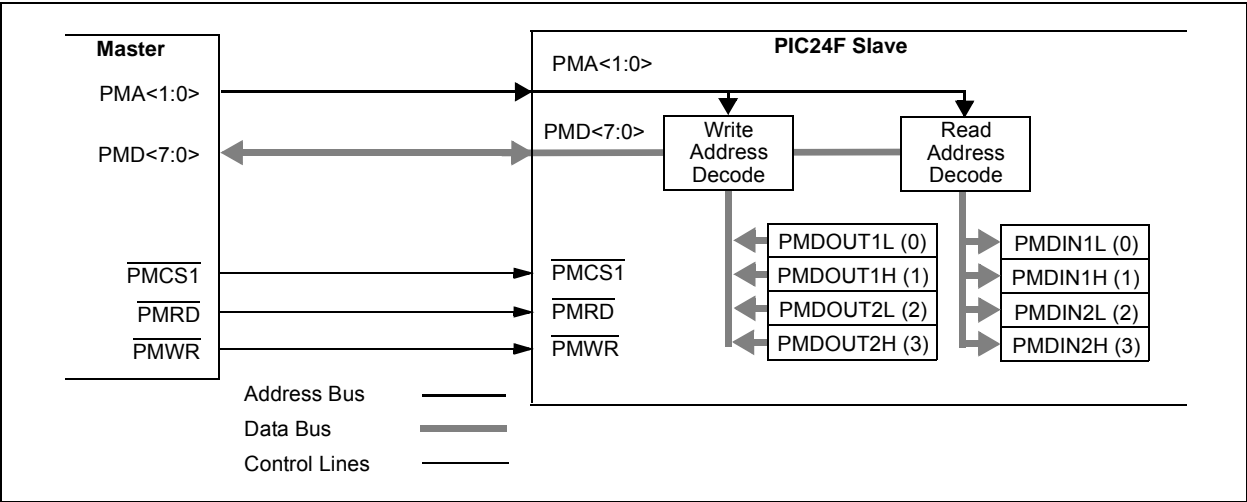 Master
PIC24F Slave
PMA<1:0>
PMA<1:0>
PMD<7:0>
PMD<7:0>
Write
Address
Decode
Read
Address
Decode
PMDOUT1L (0)
PMDOUT1H (1)
PMDOUT2L (2)
PMDOUT2H (3)
PMDIN1L (0)
PMDIN1H (1)
PMDIN2L (2)
PMDIN2H (3)
PMCS1
PMCS1
PMRD
PMRD
PMWR
PMWR
Address Bus
Data Bus
Control Lines